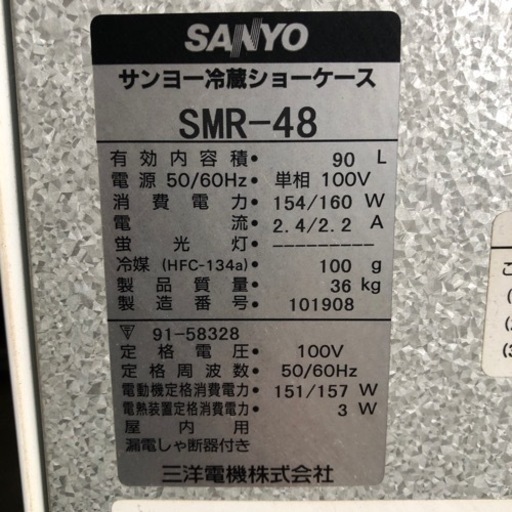 SANYO
サンヨー冷蔵ショーケース
SMR-48
有効内容積・ 90 L
電源 50/60Hz・ 単相 100V
消費電力・ 154/160 W
電流・ 2.4/2.2 A
蛍光灯・ ----------
冷媒 (HFC-134a)・ 100 g
製品質量・ 36 kg
製造番号・ 101908
91-58328
定格電圧・ 100V
定格周波数・ 50/60Hz
電動機定格消費電力・ 151/157 W
電熱装置定格消費電力・ 3 W
屋内用
漏電しゃ断器付き
三洋電機株式会社
こ
(
(2
(3